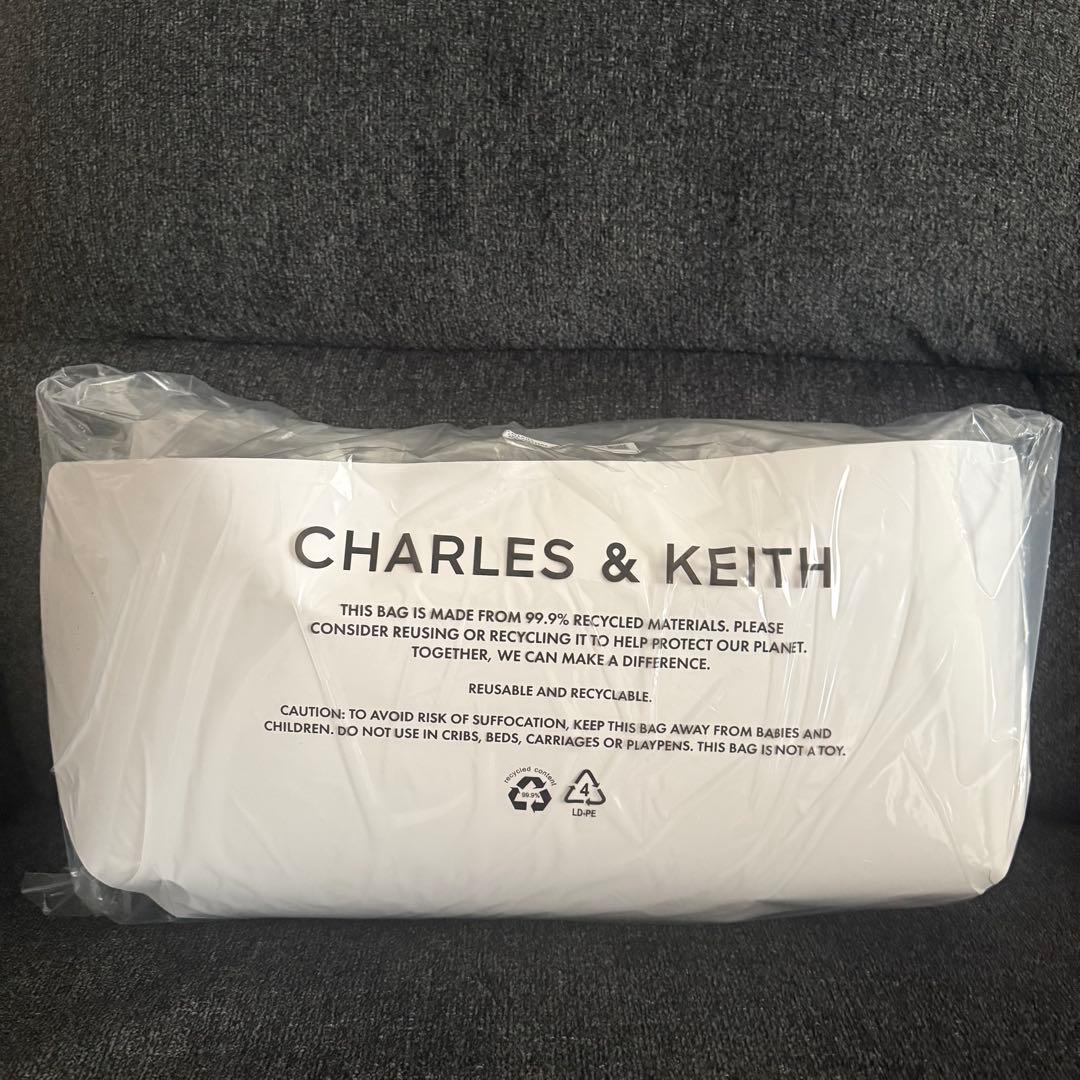 CHARLES & KEITH
THIS BAG IS MADE FROM 99.9% RECYCLED MATERIALS. PLEASE
CONSIDER REUSING OR RECYCLING IT TO HELP PROTECT OUR PLANET.
TOGETHER, WE CAN MAKE A DIFFERENCE.
REUSABLE AND RECYCLABLE.
CAUTION: TO AVOID RISK OF SUFFOCATION, KEEP THIS BAG AWAY FROM BABIES AND
CHILDREN. DO NOT USE IN CRIBS, BEDS, CARRIAGES OR PLAYPENS. THIS BAG IS NOT A TOY.
recycled content
99.9%
4
LD-PE